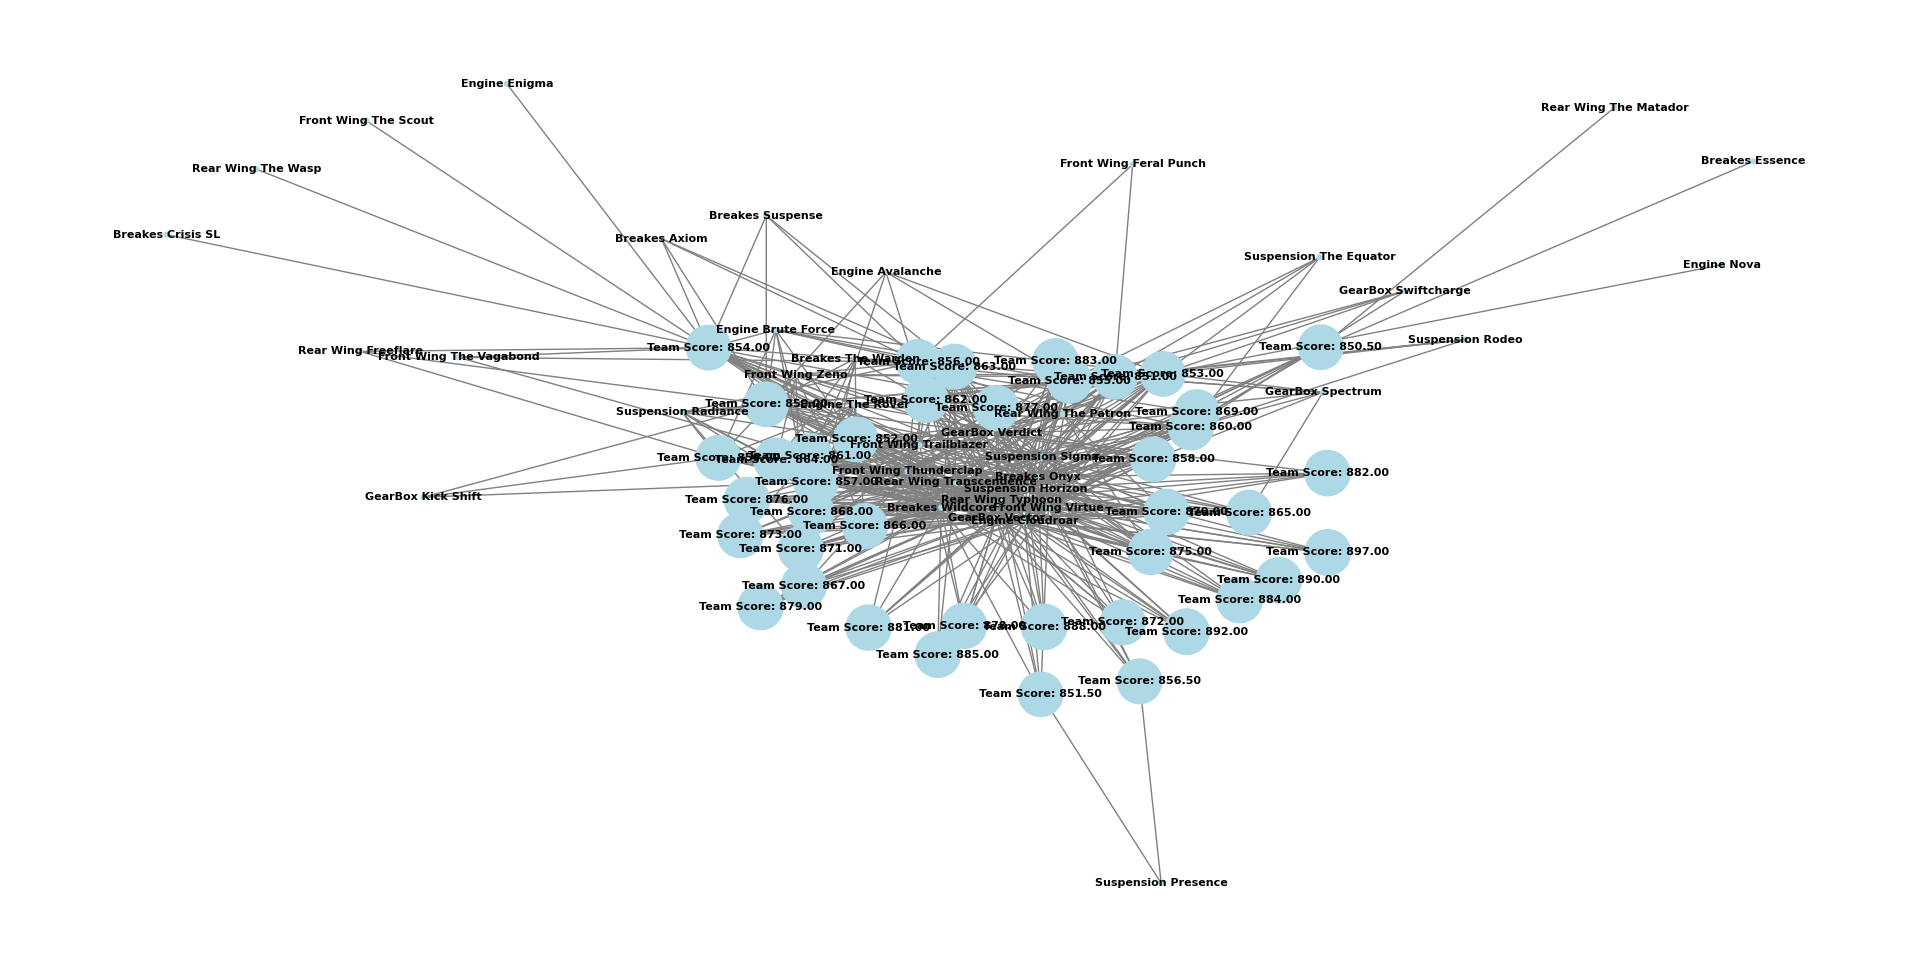 Engine Enigma
Rear Wing The Matador
Front Wing The Scout
Breakes Essence
Front Wing Feral Punch
Rear Wing The Wasp
Breakes Suspense
Breakes Crisis SL
Breakes Axiom
Suspension The Equator
Engine Nova
Engine Avalanche
GearBox Swiftcharge
Engine Brute Force
Suspension Rodeo
Team Score: 854.00
Team Score: 850.50
Rear Wing Freeflare
Front Wing The Vagabond
Breakes The Warden
Team Score: 856.00
Team Score: 883.00
Team Score: 863.00
Front Wing Zeno
Team Score: 853.00
Team Score: 851.00
Team Score: 855.00
GearBox Spectrum
Team Score: 862.00
Engine The Rover
Team Score: 877.00
Suspension Radiance
Team Score: 869.00
Rear Wing The Patron
Team Score: 860.00
GearBox Verdict
Team Score: 852.00
Front Wing Trailblazer
Team Score: 861.00
Suspension Sigma
Team Score: 864.00
Team Score: 858.00
Front Wing Thunderclap
Team Score: 882.00
Breakes Onyx
Team Score: 857.00
Rear Wing Transcendence
Suspension Horizon
GearBox Kick Shift
Team Score: 876.00
Rear Wing Typhoon
Breakes Wildcore
Front Wing Virtue
Team Score: 868.00
Team Score:
Team Score: 865.00
GearBox Vector
Engine Cloudroar
Team Score: 866.00
Team Score: 873.00
Team Score: 871.00
Team Score: 875.00
Team Score: 897.00
Team Score: 890.00
Team Score: 867.00
Team Score: 884.00
Team Score: 879.00
Team Score: 872.00
Team Score: 881.00
Team Score:
Team Score: 888.00
Team Score: 892.00
Team Score: 885.00
Team Score: 856.50
Team Score: 851.50
Suspension Presence